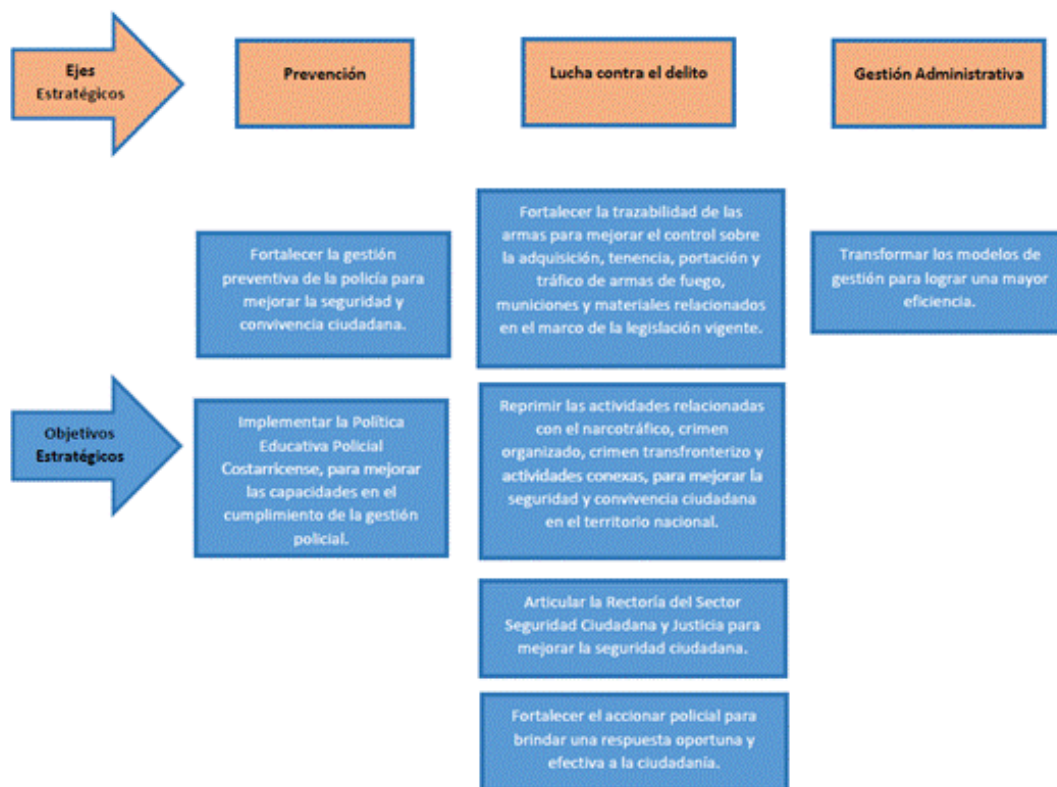 Ejes
Estratégicos
Prevención
Lucha contra el delito
Gestión Administrativa
Objetivos
Estratégicos
Fortalecer la gestión
preventiva de la policía para
mejorar la seguridad y
convivencia ciudadana.
Implementar la Política
Educativa Policial
Costarricense, para mejorar
las capacidades en el
cumplimiento de la gestión
policial.
Fortalecer la trazabilidad de las
armas para mejorar el control sobre
la adquisición, tenencia, portación y
tráfico de armas de fuego,
municiones y materiales relacionados
en el marco de la legislación vigente.
Reprimir las actividades relacionadas
con el narcotráfico, crimen
organizado, crimen transfronterizo y
actividades conexas, para mejorar la
seguridad y convivencia ciudadana
en el territorio nacional.
Articular la Rectoría del Sector
Seguridad Ciudadana y Justicia para
mejorar la seguridad ciudadana.
Fortalecer el accionar policial para
brindar una respuesta oportuna y
efectiva a la ciudadanía.
Transformar los modelos de
gestión para lograr una mayor
eficiencia.